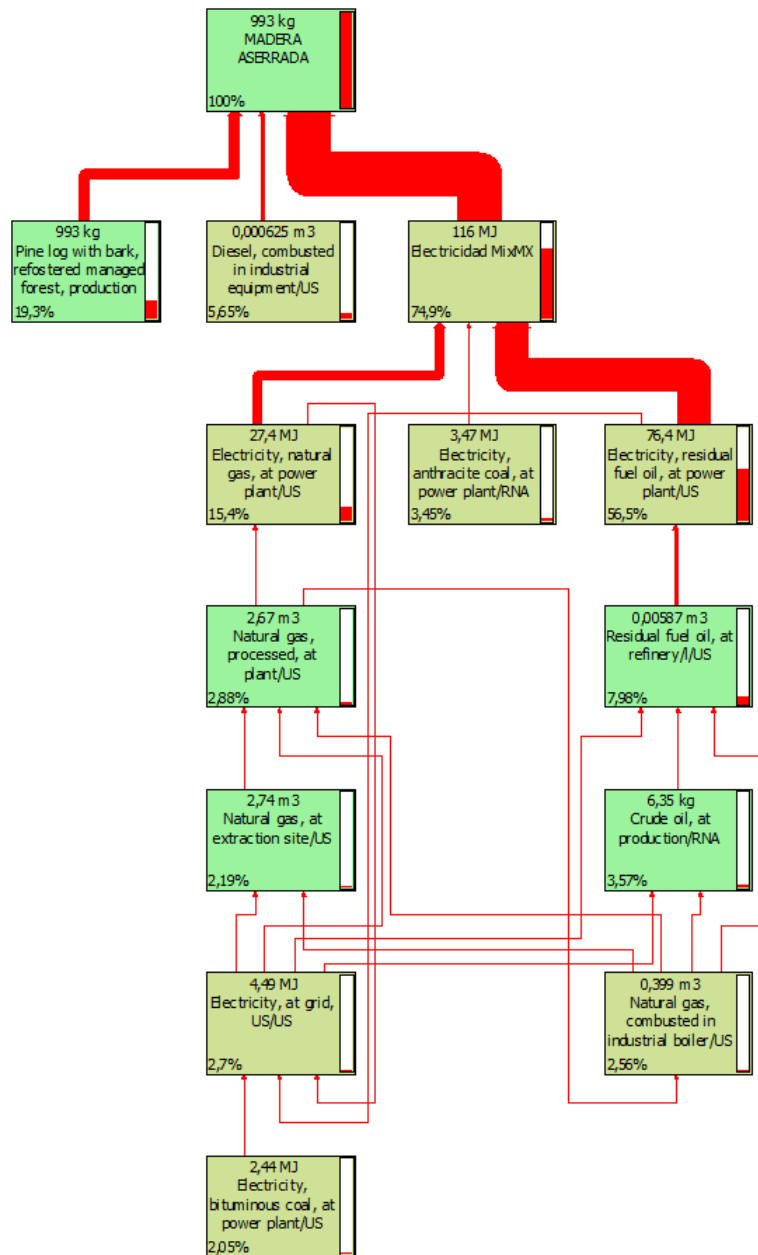 993 kg
MADERA
ASERRADA
100%
993 kg
Pine log with bark,
refostered managed
forest, production
19,3%
0,000625 m3
Diesel, combusted
in industrial
equipment/US
5,65%
116 MJ
Electricidad MixMX
74,9%
27,4 MJ
Electricity, natural
gas, at power
plant/US
15,4%
3,47 MJ
Electricity,
anthracite coal, at
power plant/RNA
3,45%
76,4 MJ
Electricity, residual
fuel oil, at power
plant/US
56,5%
2,67 m3
Natural gas,
processed, at
plant/US
2,88%
0,00587 m3
Residual fuel oil, at
refinery/l/US
7,98%
2,74 m3
Natural gas, at
extraction site/US
2,19%
6,35 kg
Crude oil, at
production/RNA
3,57%
4,49 MJ
Electricity, at grid,
US/US
2,7%
0,399 m3
Natural gas,
combusted in
industrial boiler/US
2,56%
2,44 MJ
Electricity,
bituminous coal, at
power plant/US
2,05%